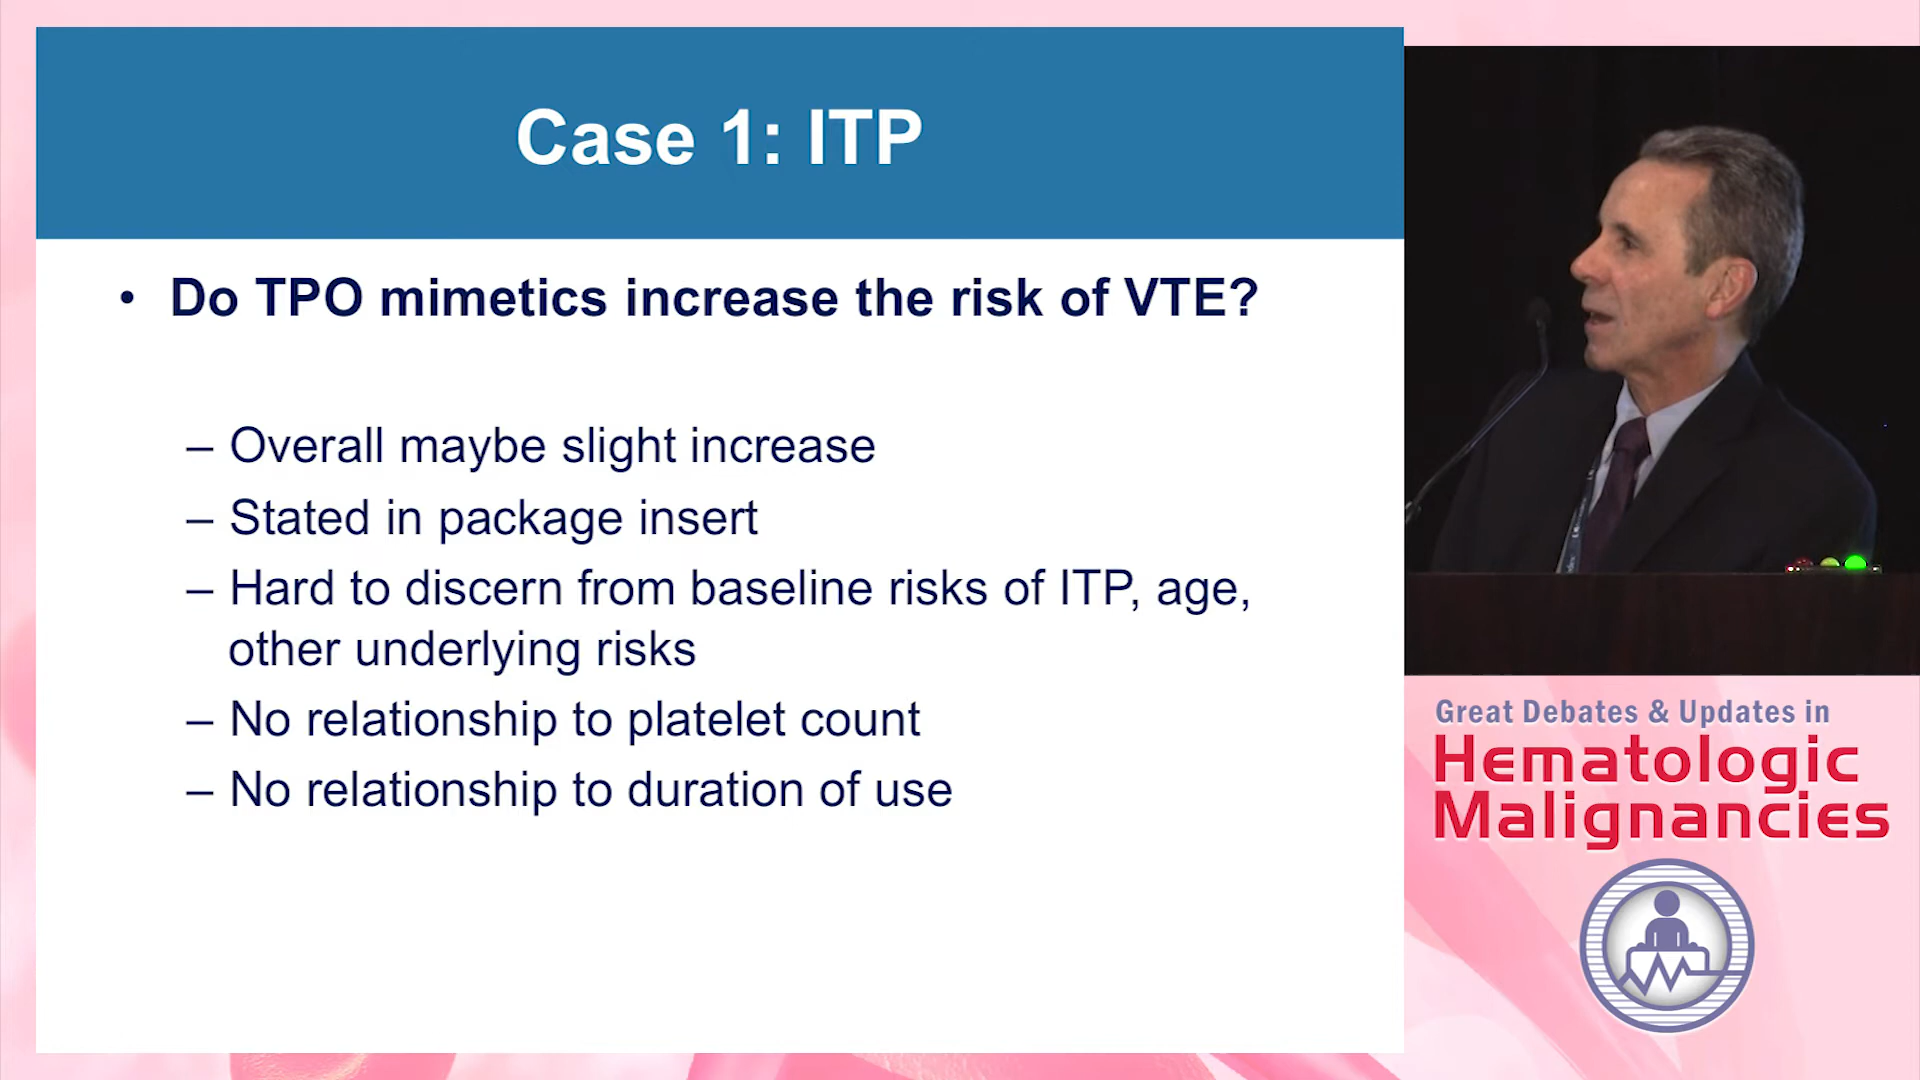 Case 1: ITP
• Do TPO mimetics increase the risk of VTE?
– Overall maybe slight increase
– Stated in package insert
– Hard to discern from baseline risks of ITP, age,
other underlying risks
– No relationship to platelet count
– No relationship to duration of use
Great Debates & Updates in
Hematologic
Malignancies